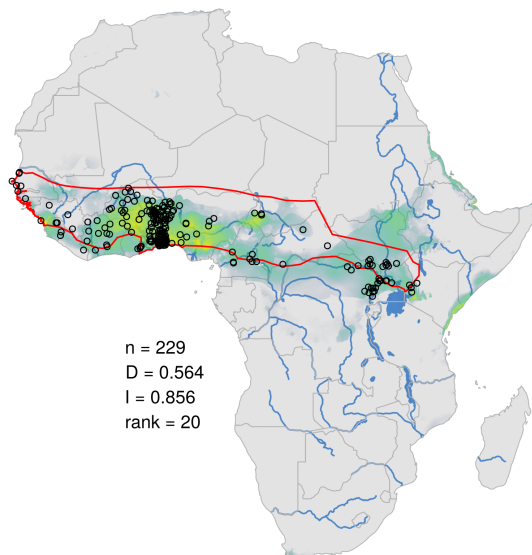 n = 229
D = 0.564
I = 0.856
rank = 20